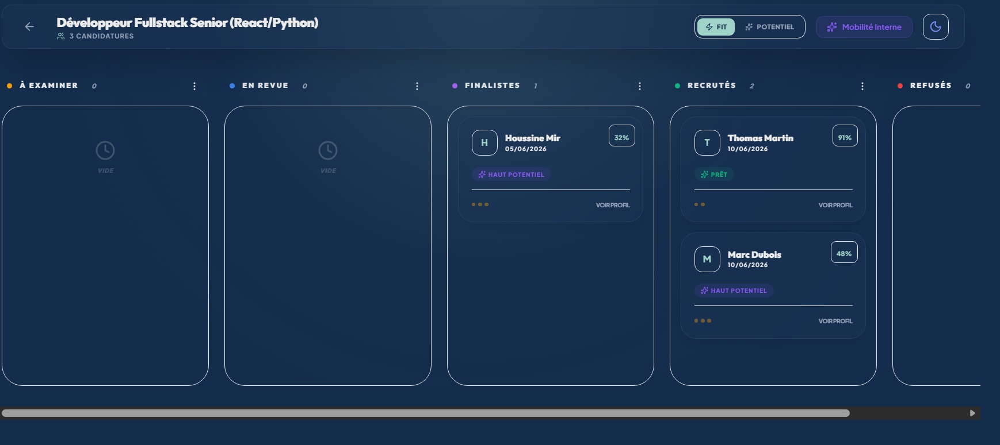 Développeur Fullstack Senior (React/Python)
3 CANDIDATURES
FIT
POTENTIEL
Mobilité Interne
À EXAMINER 0
EN REVUE 0
FINALISTES 1
RECRUTÉS 2
REFUSÉS 0
VIDE
VIDE
H
Houssine Mir
05/06/2026
32%
HAUT POTENTIEL
VOIR PROFIL
T
Thomas Martin
10/06/2026
91%
PRÊT
VOIR PROFIL
M
Marc Dubois
10/06/2026
48%
HAUT POTENTIEL
VOIR PROFIL